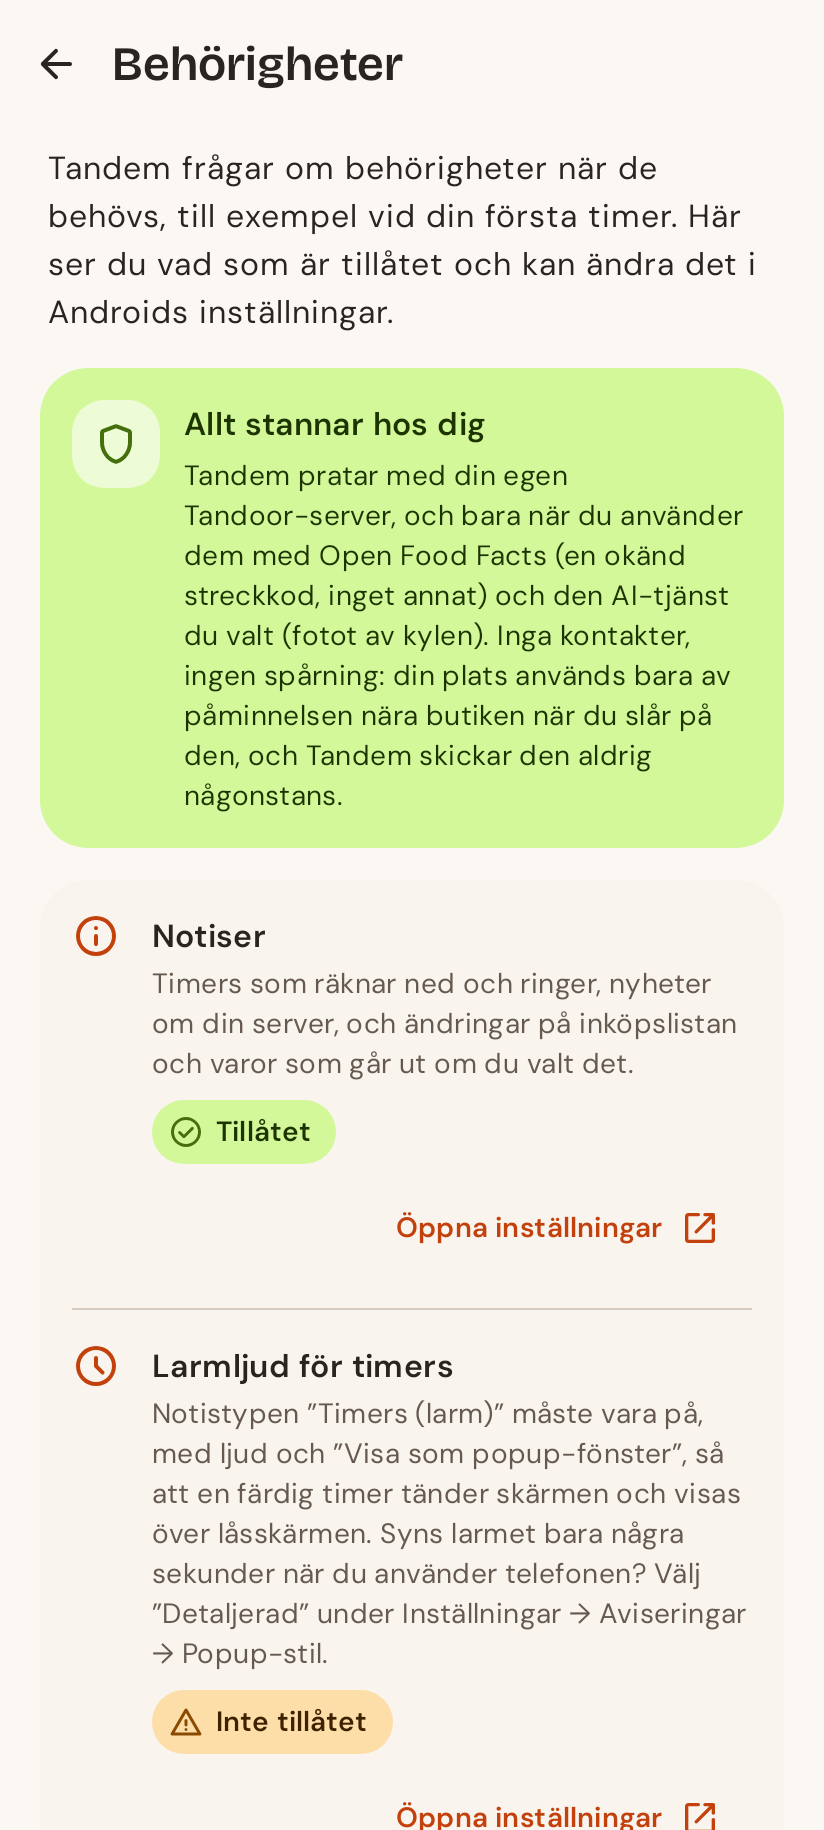 Behörigheter
Tandem frågar om behörigheter när de
behövs, till exempel vid din första timer. Här
ser du vad som är tillåtet och kan ändra det i
Androids inställningar.
Allt stannar hos dig
Tandem pratar med din egen
Tandoor-server, och bara när du använder
dem med Open Food Facts (en okänd
streckkod, inget annat) och den AI-tjänst
du valt (fotot av kylen). Inga kontakter,
ingen spårning: din plats används bara av
påminnelsen nära butiken när du slår på
den, och Tandem skickar den aldrig
någonstans.
Notiser
Timers som räknar ned och ringer, nyheter
om din server, och ändringar på inköpslistan
och varor som går ut om du valt det.
Tillåtet
Öppna inställningar
Larmljud för timers
Notistypen ”Timers (larm)” måste vara på,
med ljud och ”Visa som popup-fönster”, så
att en färdig timer tänder skärmen och visas
över låsskärmen. Syns larmet bara några
sekunder när du använder telefonen? Välj
”Detaljerad” under Inställningar → Aviseringar
→ Popup-stil.
Inte tillåtet
Öppna inställningar